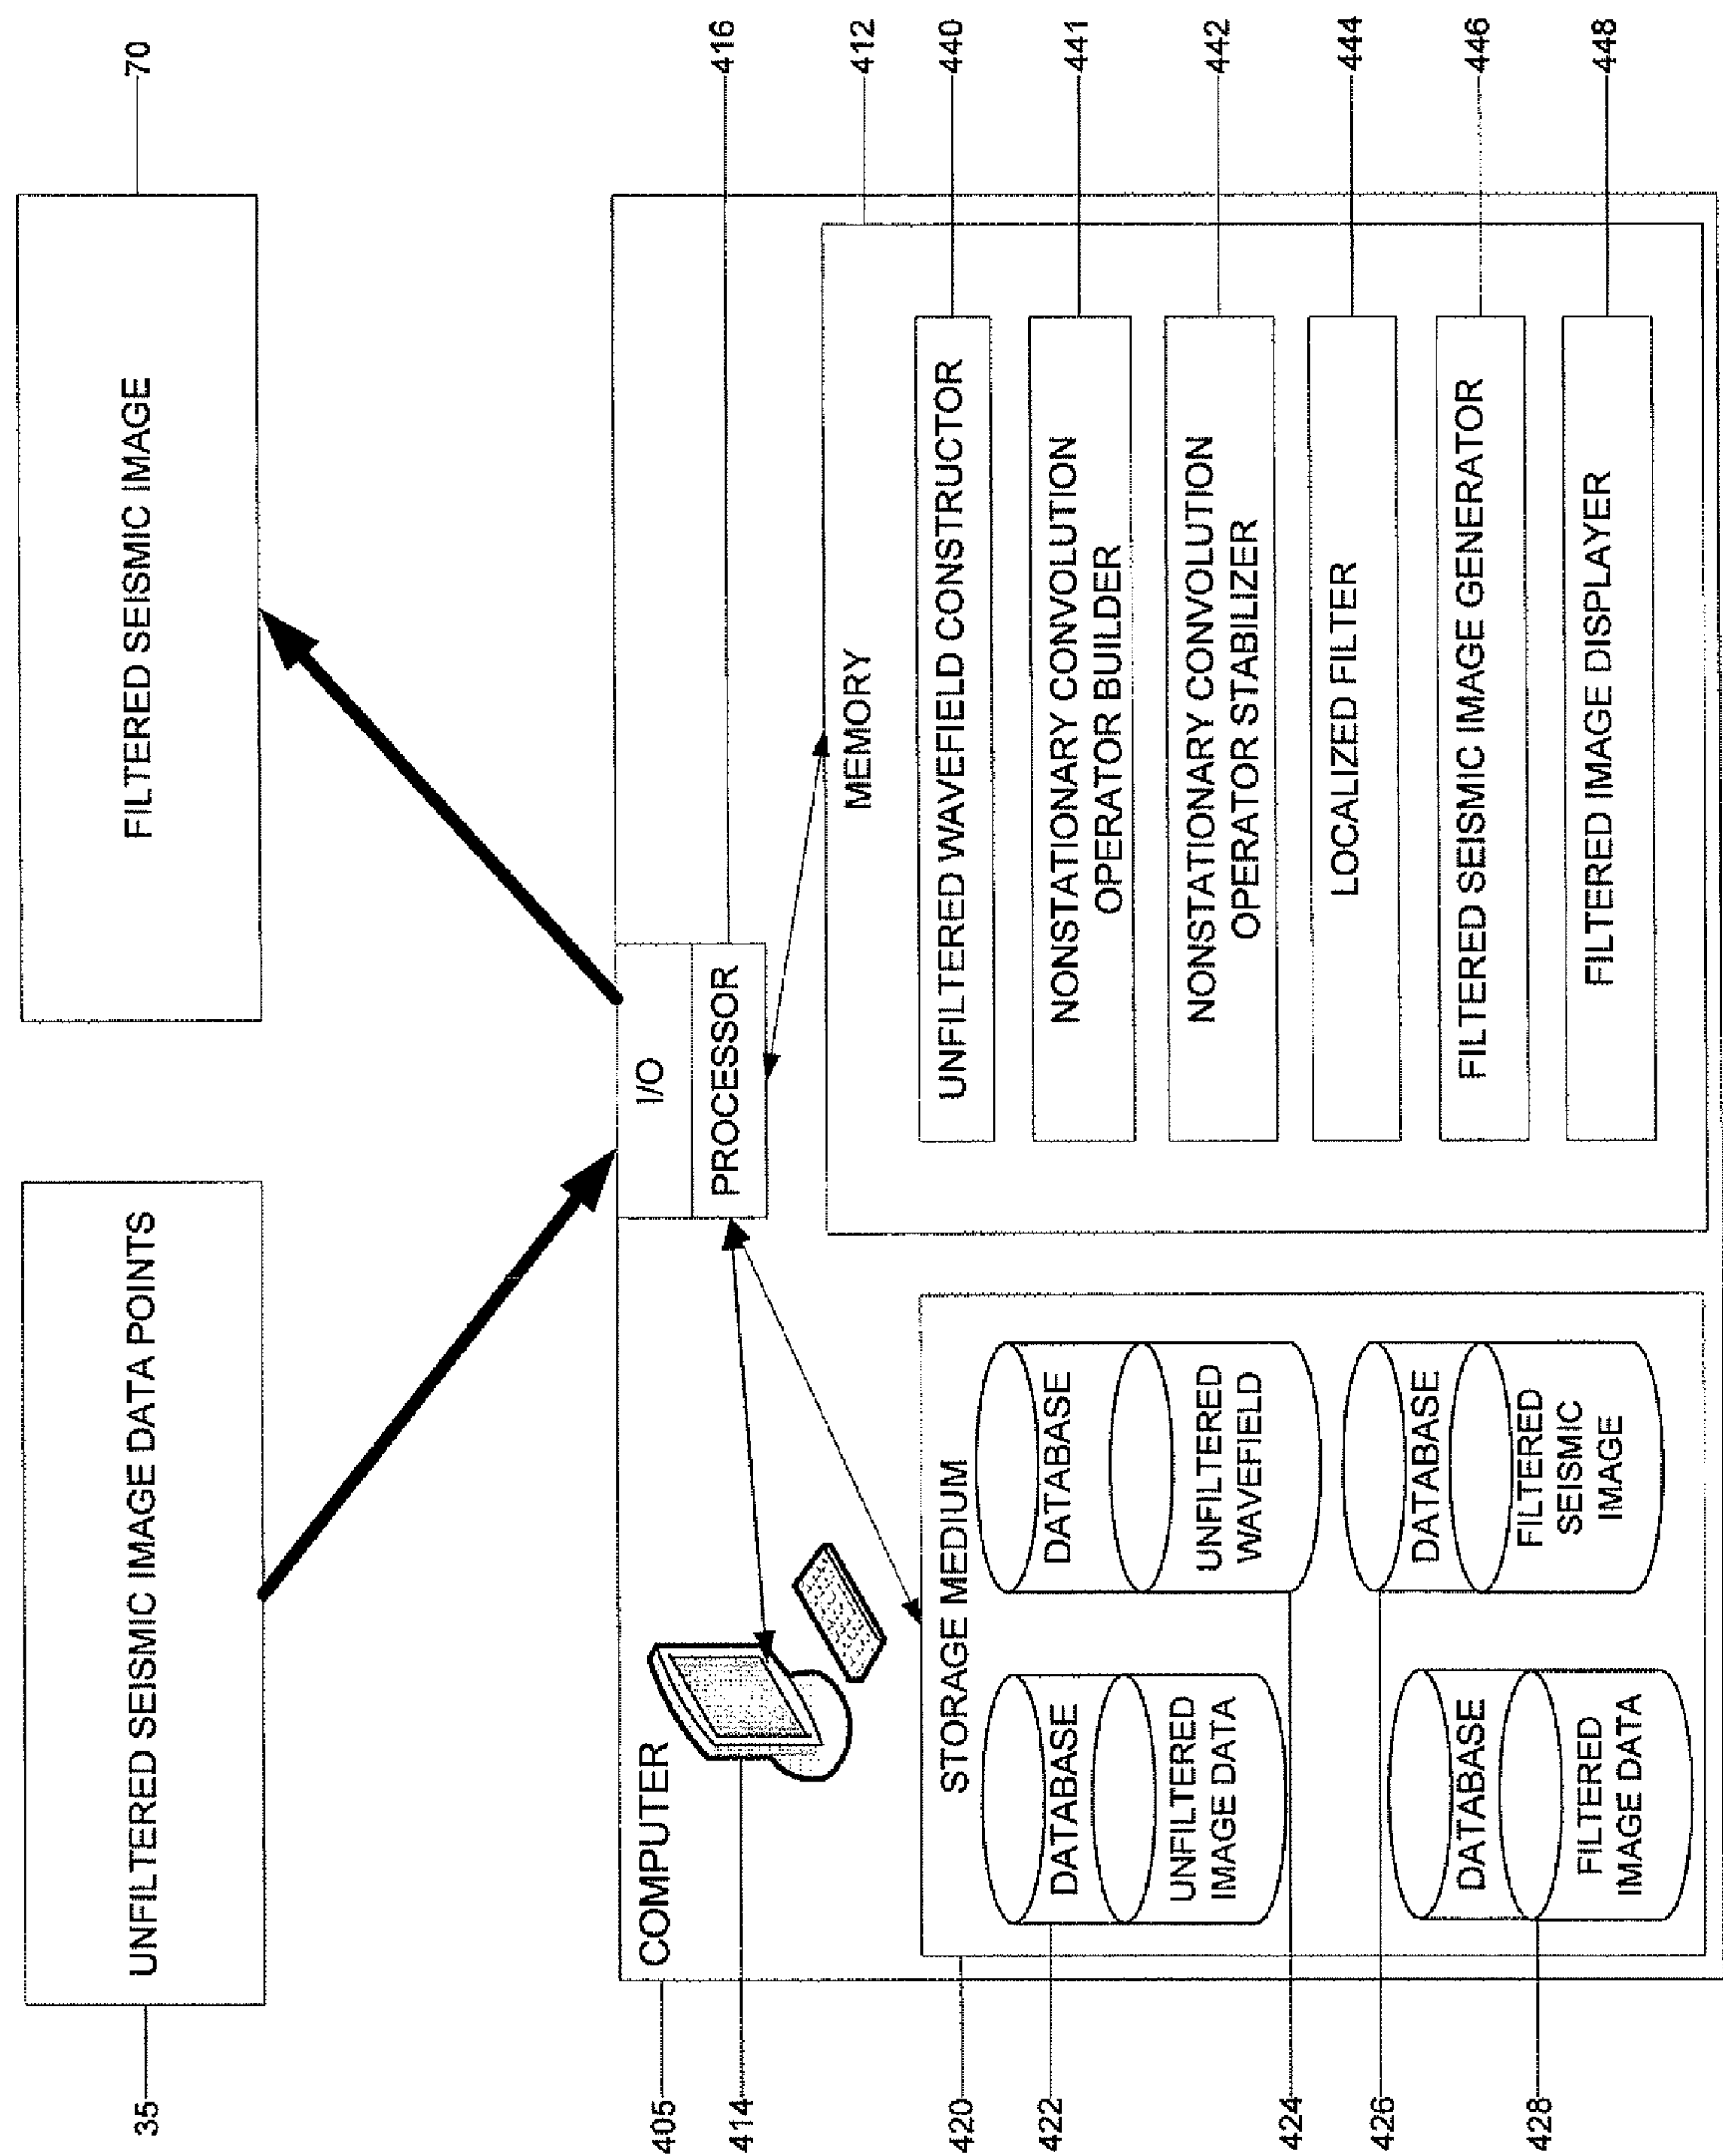 UNFILTERED SEISMIC IMAGE DATA POINTS
35
FILTERED SEISMIC IMAGE
70
COMPUTER
405
414
I/O
PROCESSOR
416
STORAGE MEDIUM
420
DATABASE
UNFILTERED
IMAGE DATA
422
DATABASE
UNFILTERED
WAVEFIELD
424
DATABASE
FILTERED
SEISMIC
IMAGE
426
DATABASE
FILTERED
IMAGE DATA
428
MEMORY
412
UNFILTERED WAVEFIELD CONSTRUCTOR
440
NONSTATIONARY CONVOLUTION
OPERATOR BUILDER
441
NONSTATIONARY CONVOLUTION
OPERATOR STABILIZER
442
LOCALIZED FILTER
444
FILTERED SEISMIC IMAGE GENERATOR
446
FILTERED IMAGE DISPLAYER
448